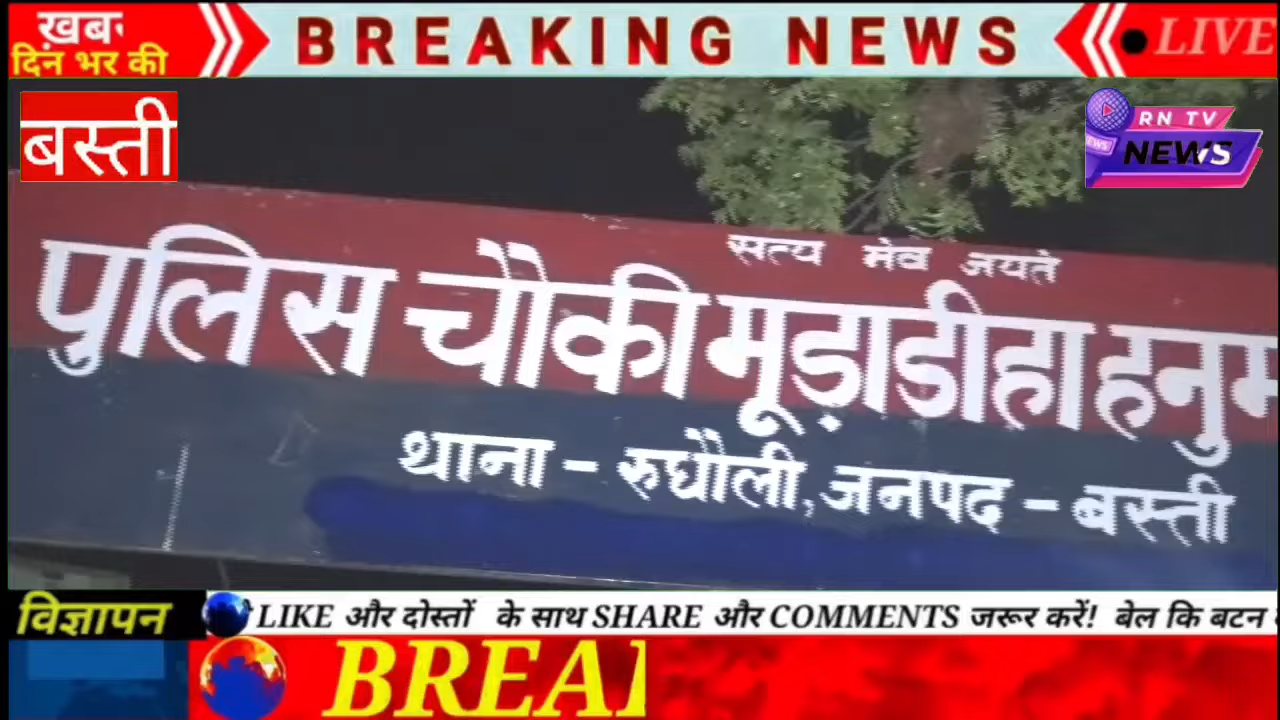 ख़ब
दिन भर की
BREAKING NEWS
LIVE
बस्ती
RN TV
NEWS
NEWS
सत्य मेव जयते
पुलिस चौकी मूड़ाडीहा हनुम
थाना - रुधौली, जनपद - बस्ती
विज्ञापन
LIKE और दोस्तों के साथ SHARE और COMMENTS जरूर करें! बेल कि बटन
BREA